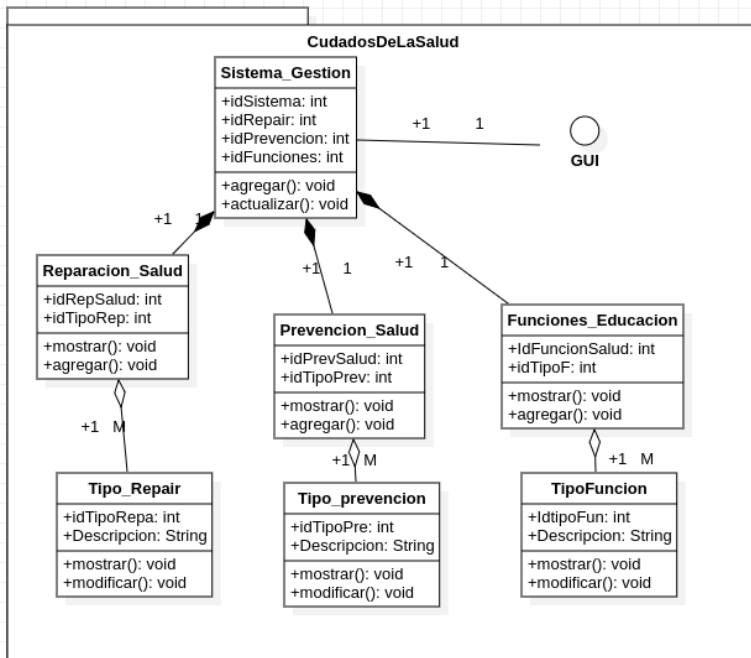 CudadosDeLaSalud
Sistema_Gestion
+idSistema: int
+idRepair: int
+idPrevencion: int
+idFunciones: int
+agregar(): void
+actualizar(): void
+1 1
GUI
+1 1
+1 1
+1 1
Reparacion_Salud
+idRepSalud: int
+idTipoRep: int
+mostrar(): void
+agregar(): void
Prevencion_Salud
+idPrevSalud: int
+idTipoPrev: int
+mostrar(): void
+agregar(): void
Funciones_Educacion
+IdFuncionSalud: int
+idTipoF: int
+mostrar(): void
+agregar(): void
+1 M
+1 M
+1 M
Tipo_Repair
+idTipoRepa: int
+Descripcion: String
+mostrar(): void
+modificar(): void
Tipo_prevencion
+idTipoPre: int
+Descripcion: String
+mostrar(): void
+modificar(): void
TipoFuncion
+IdtipoFun: int
+Descripcion: String
+mostrar(): void
+modificar(): void